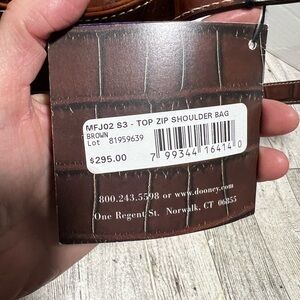 MFJ02 S3 - TOP ZIP SHOULDER BAG
BROWN
Lot 81959639
$295.00
7 99344 16414 0
800.243.5598 or www.dooney.com
One Regent St. Norwalk, CT 06855